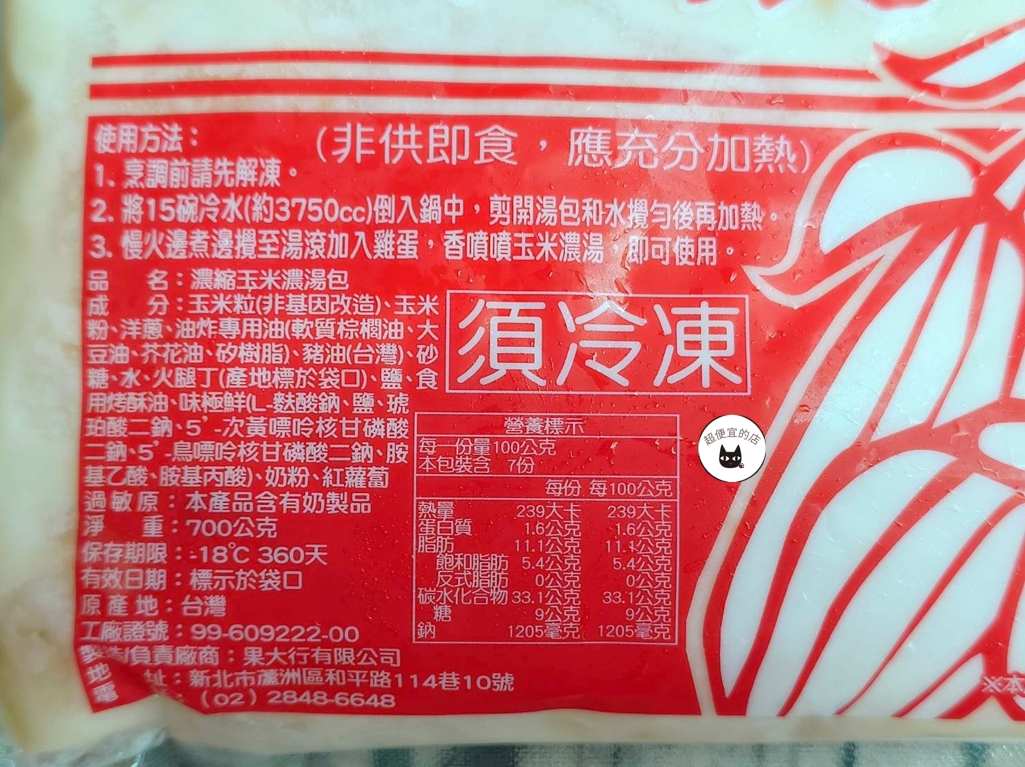 使用方法：
(非供即食，應充分加熱)
1、烹調前請先解凍。
2、將15碗冷水(約3750cc)倒入鍋中，剪開湯包和水攪勻後再加熱。
3、慢火邊煮邊攪至湯滾加入雞蛋，香噴噴玉米濃湯，即可使用。
品　名：濃縮玉米濃湯包
成　分：玉米粒(非基因改造)、玉米
粉、洋蔥、油炸專用油(軟質棕櫚油、大
豆油、芥花油、矽樹脂)、豬油(台灣)、砂
糖、水、火腿丁(產地標於袋口)、鹽、食
用烤酥油、味極鮮(L-麩酸鈉、鹽、琥
珀酸二鈉、5’-次黃嘌呤核甘磷酸
二鈉、5’-鳥嘌呤核甘磷酸二鈉、胺
基乙酸、胺基丙酸)、奶粉、紅蘿蔔
過敏原：本產品含有奶製品
淨　重：700公克
保存期限：-18℃ 360天
有效日期：標示於袋口
原產地：台灣
工廠證號：99-609222-00
製造/負責廠商：果大行有限公司
地　址：新北市蘆洲區和平路114巷10號
電　(02) 2848-6648
須冷凍
營養標示
每一份量100公克
本包裝含 7份
每份 每100公克
熱量 239大卡 239大卡
蛋白質 1.6公克 1.6公克
脂肪 11.1公克 11.1公克
飽和脂肪 5.4公克 5.4公克
反式脂肪 0公克 0公克
碳水化合物 33.1公克 33.1公克
糖 9公克 9公克
鈉 1205毫克 1205毫克
超便宜的店
※本